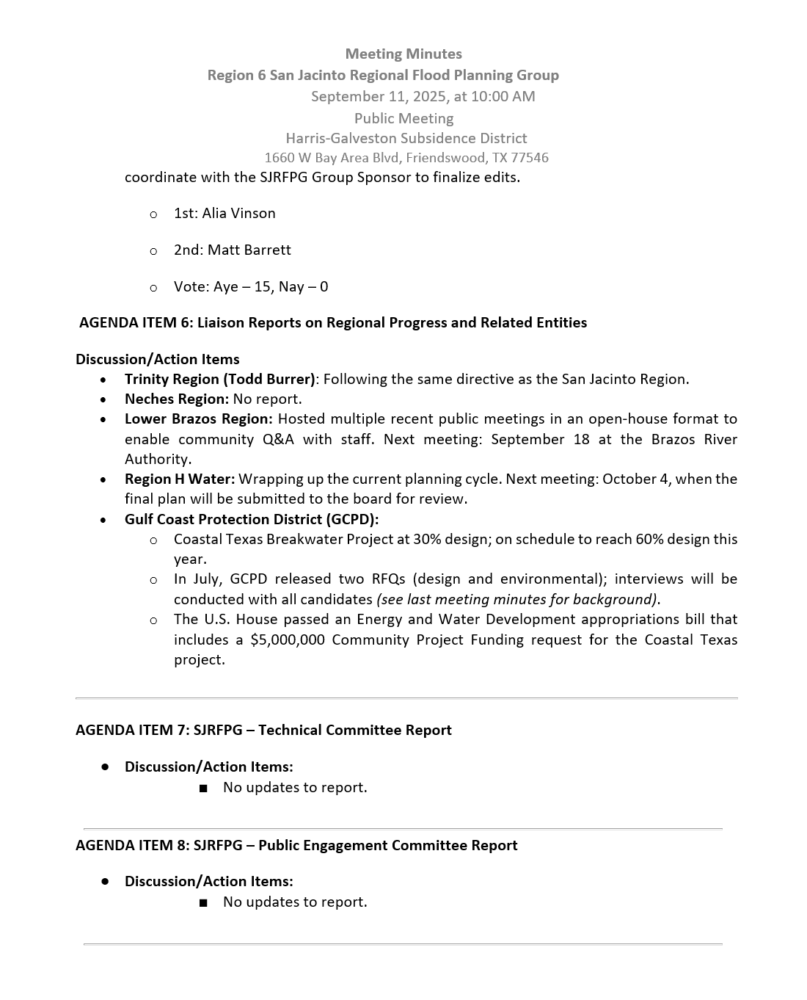 Meeting Minutes
Region 6 San Jacinto Regional Flood Planning Group
September 11, 2025, at 10:00 AM
Public Meeting
Harris-Galveston Subsidence District
1660 W Bay Area Blvd, Friendswood, TX 77546
coordinate with the SJRFPG Group Sponsor to finalize edits.
o 1st: Alia Vinson
o 2nd: Matt Barrett
o Vote: Aye – 15, Nay – 0
AGENDA ITEM 6: Liaison Reports on Regional Progress and Related Entities
Discussion/Action Items
• Trinity Region (Todd Burrer): Following the same directive as the San Jacinto Region.
• Neches Region: No report.
• Lower Brazos Region: Hosted multiple recent public meetings in an open-house format to
enable community Q&A with staff. Next meeting: September 18 at the Brazos River
Authority.
• Region H Water: Wrapping up the current planning cycle. Next meeting: October 4, when the
final plan will be submitted to the board for review.
• Gulf Coast Protection District (GCPD):
o Coastal Texas Breakwater Project at 30% design; on schedule to reach 60% design this
year.
o In July, GCPD released two RFQs (design and environmental); interviews will be
conducted with all candidates (see last meeting minutes for background).
o The U.S. House passed an Energy and Water Development appropriations bill that
includes a $5,000,000 Community Project Funding request for the Coastal Texas
project.
AGENDA ITEM 7: SJRFPG – Technical Committee Report
● Discussion/Action Items:
■ No updates to report.
AGENDA ITEM 8: SJRFPG – Public Engagement Committee Report
● Discussion/Action Items:
■ No updates to report.